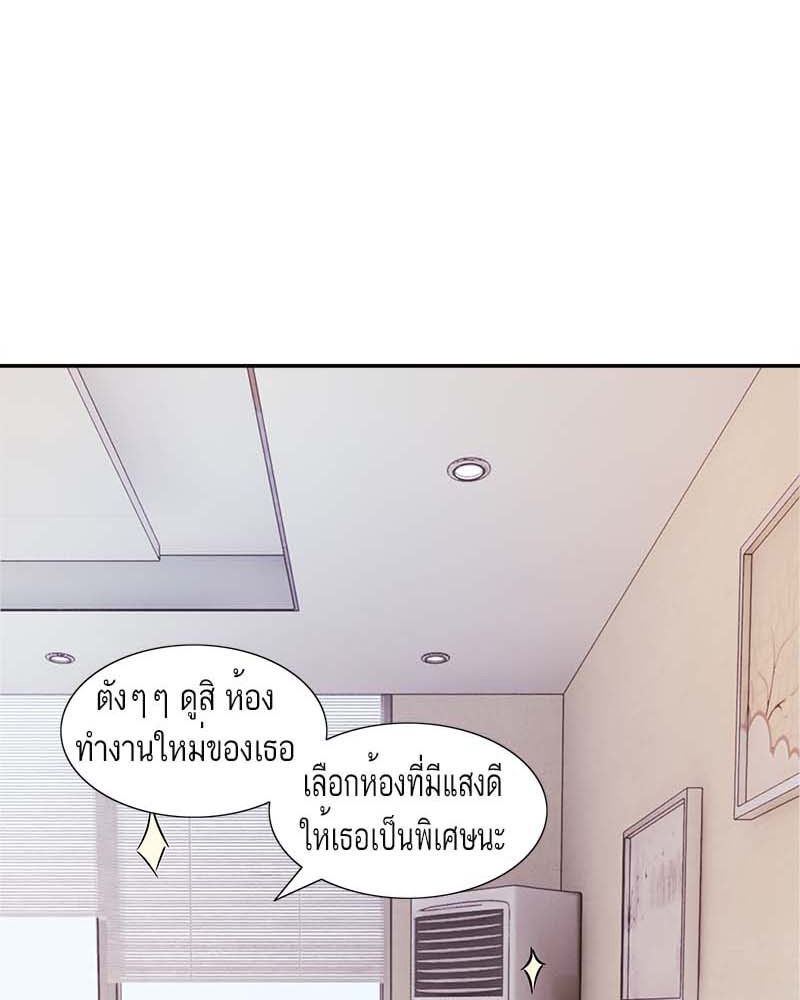 ตังๆๆ ดูสิ ห้อง
ทำงานใหม่ของเธอ
เลือกห้องที่มีแสงดี
ให้เธอเป็นพิเศษนะ